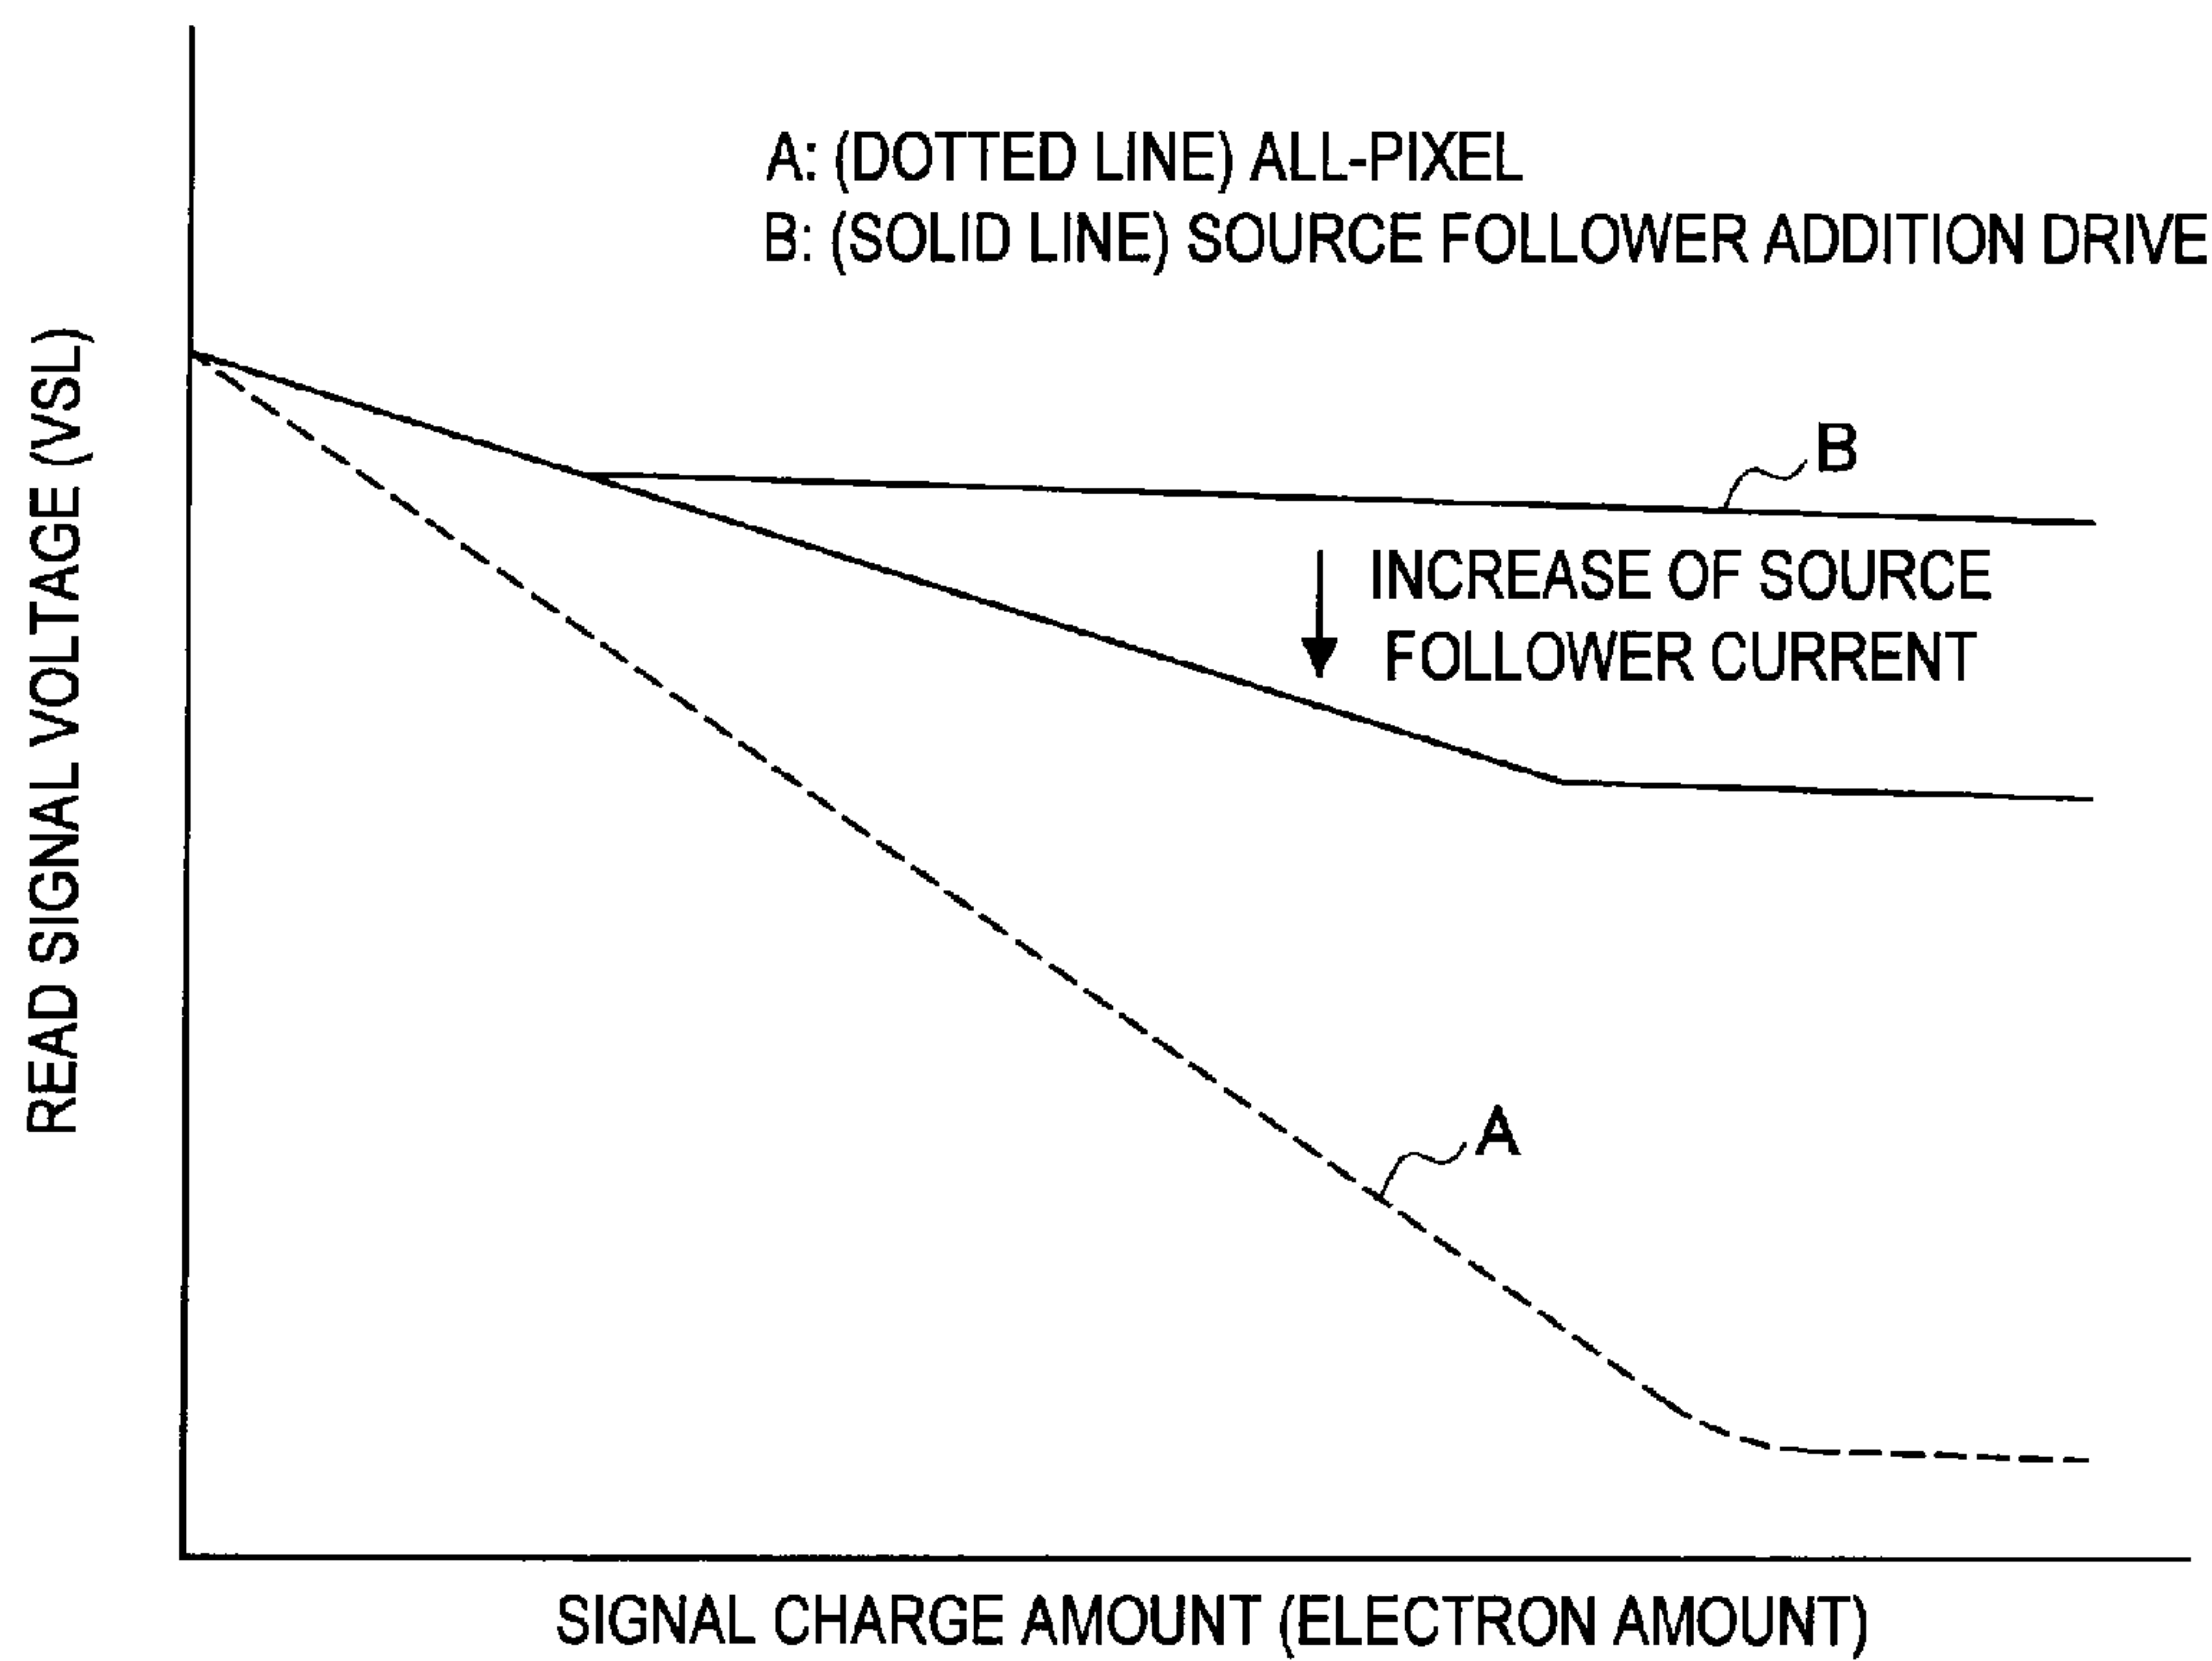 A: (DOTTED LINE) ALL-PIXEL
B: (SOLID LINE) SOURCE FOLLOWER ADDITION DRIVE
READ SIGNAL VOLTAGE (VSL)
B
INCREASE OF SOURCE
FOLLOWER CURRENT
A
SIGNAL CHARGE AMOUNT (ELECTRON AMOUNT)